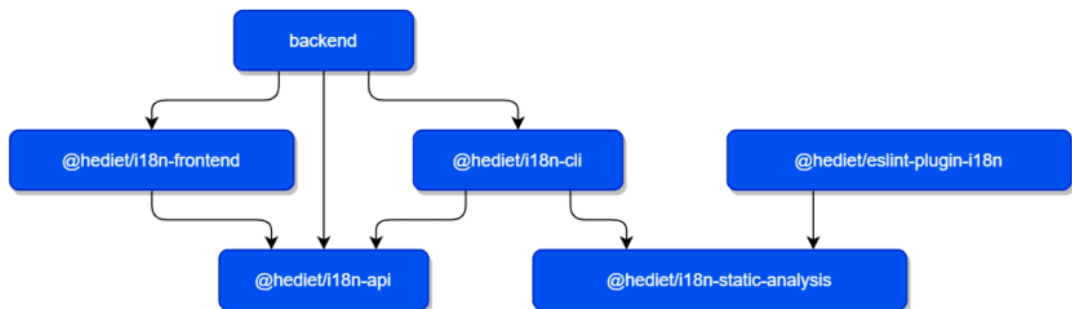 backend
@hediet/i18n-frontend
@hediet/i18n-cli
@hediet/eslint-plugin-i18n
@hediet/i18n-api
@hediet/i18n-static-analysis